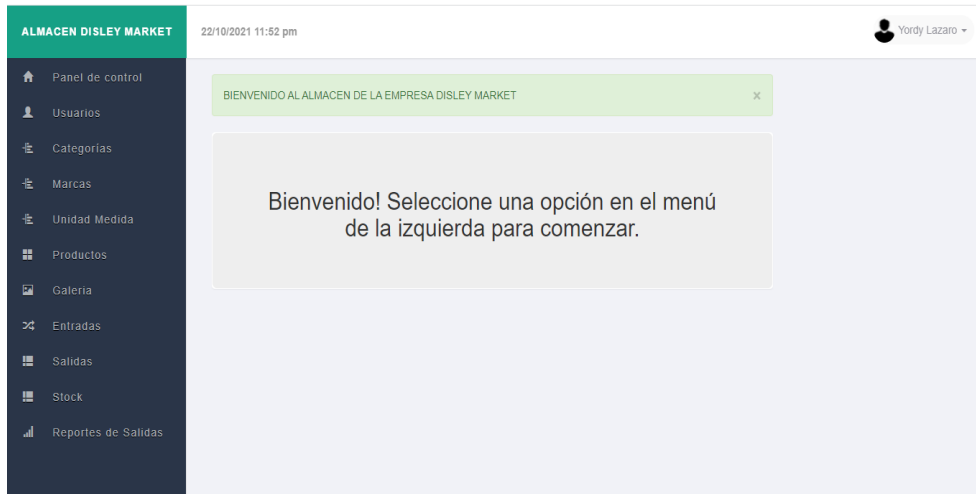 ALMACEN DISLEY MARKET
22/10/2021 11:52 pm
Yordy Lazaro
Panel de control
Usuarios
Categorías
Marcas
Unidad Medida
Productos
Galeria
Entradas
Salidas
Stock
Reportes de Salidas
BIENVENIDO AL ALMACEN DE LA EMPRESA DISLEY MARKET
x
Bienvenido! Seleccione una opción en el menú
de la izquierda para comenzar.